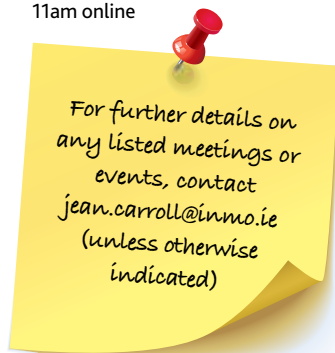 11am online
For further details on
any listed meetings or
events, contact
jean.carroll@inmo.ie
(unless otherwise
indicated)